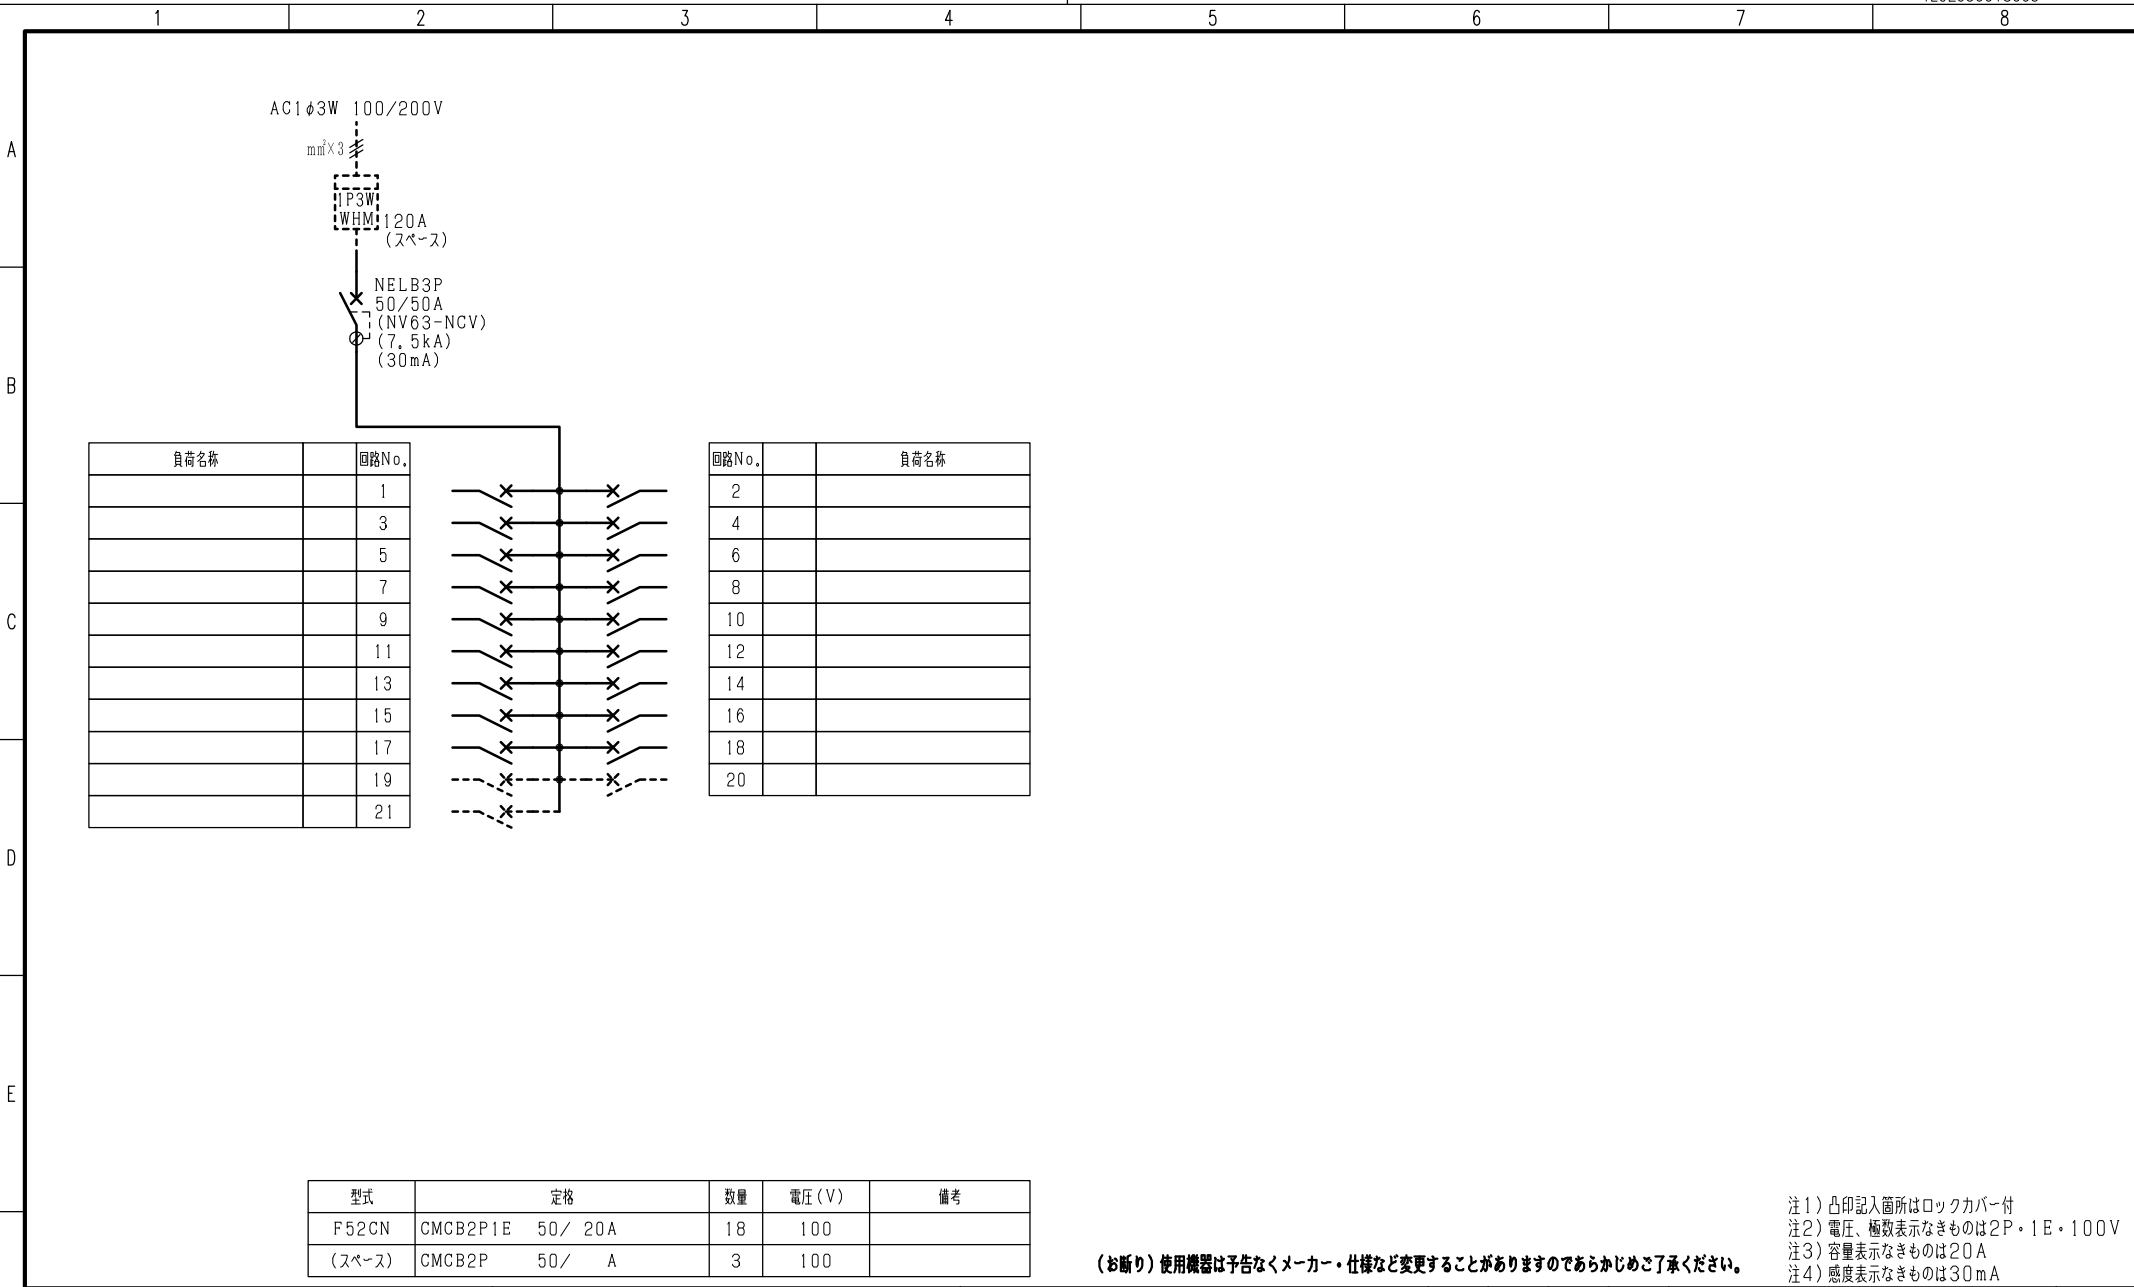 1 2 3 4 5 6 7 8
A
B
C
D
E
AC1φ3W 100/200V
mm²×3
1P3W
WHM
120A
(スペース)
NELB3P
50/50A
(NV63-NCV)
(7.5kA)
(30mA)
負荷名称 回路No. 回路No. 負荷名称
1 2
3 4
5 6
7 8
9 10
11 12
13 14
15 16
17 18
19 20
21
型式 定格 数量 電圧(V) 備考
F52CN CMCB2P1E 50/ 20A 18 100
(スペース) CMCB2P 50/ A 3 100
(お断り)使用機器は予告なくメーカー・仕様など変更することがありますのであらかじめご了承ください。
注1)凸印記入箇所はロックカバー付
注2)電圧、極数表示なきものは2P・1E・100V
注3)容量表示なきものは20A
注4)感度表示なきものは30mA